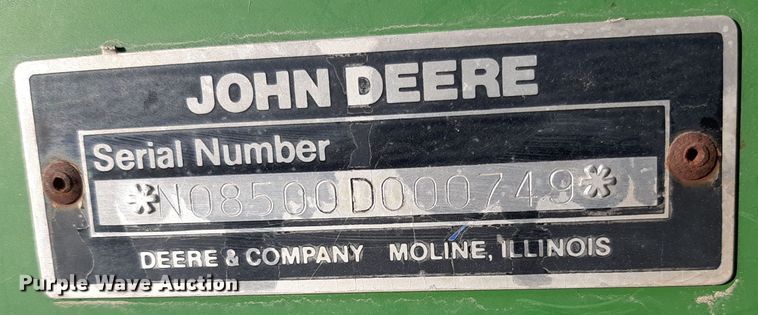 JOHN DEERE
Serial Number
*N08500D000749*
DEERE & COMPANY MOLINE, ILLINOIS
Purple Wave Auction